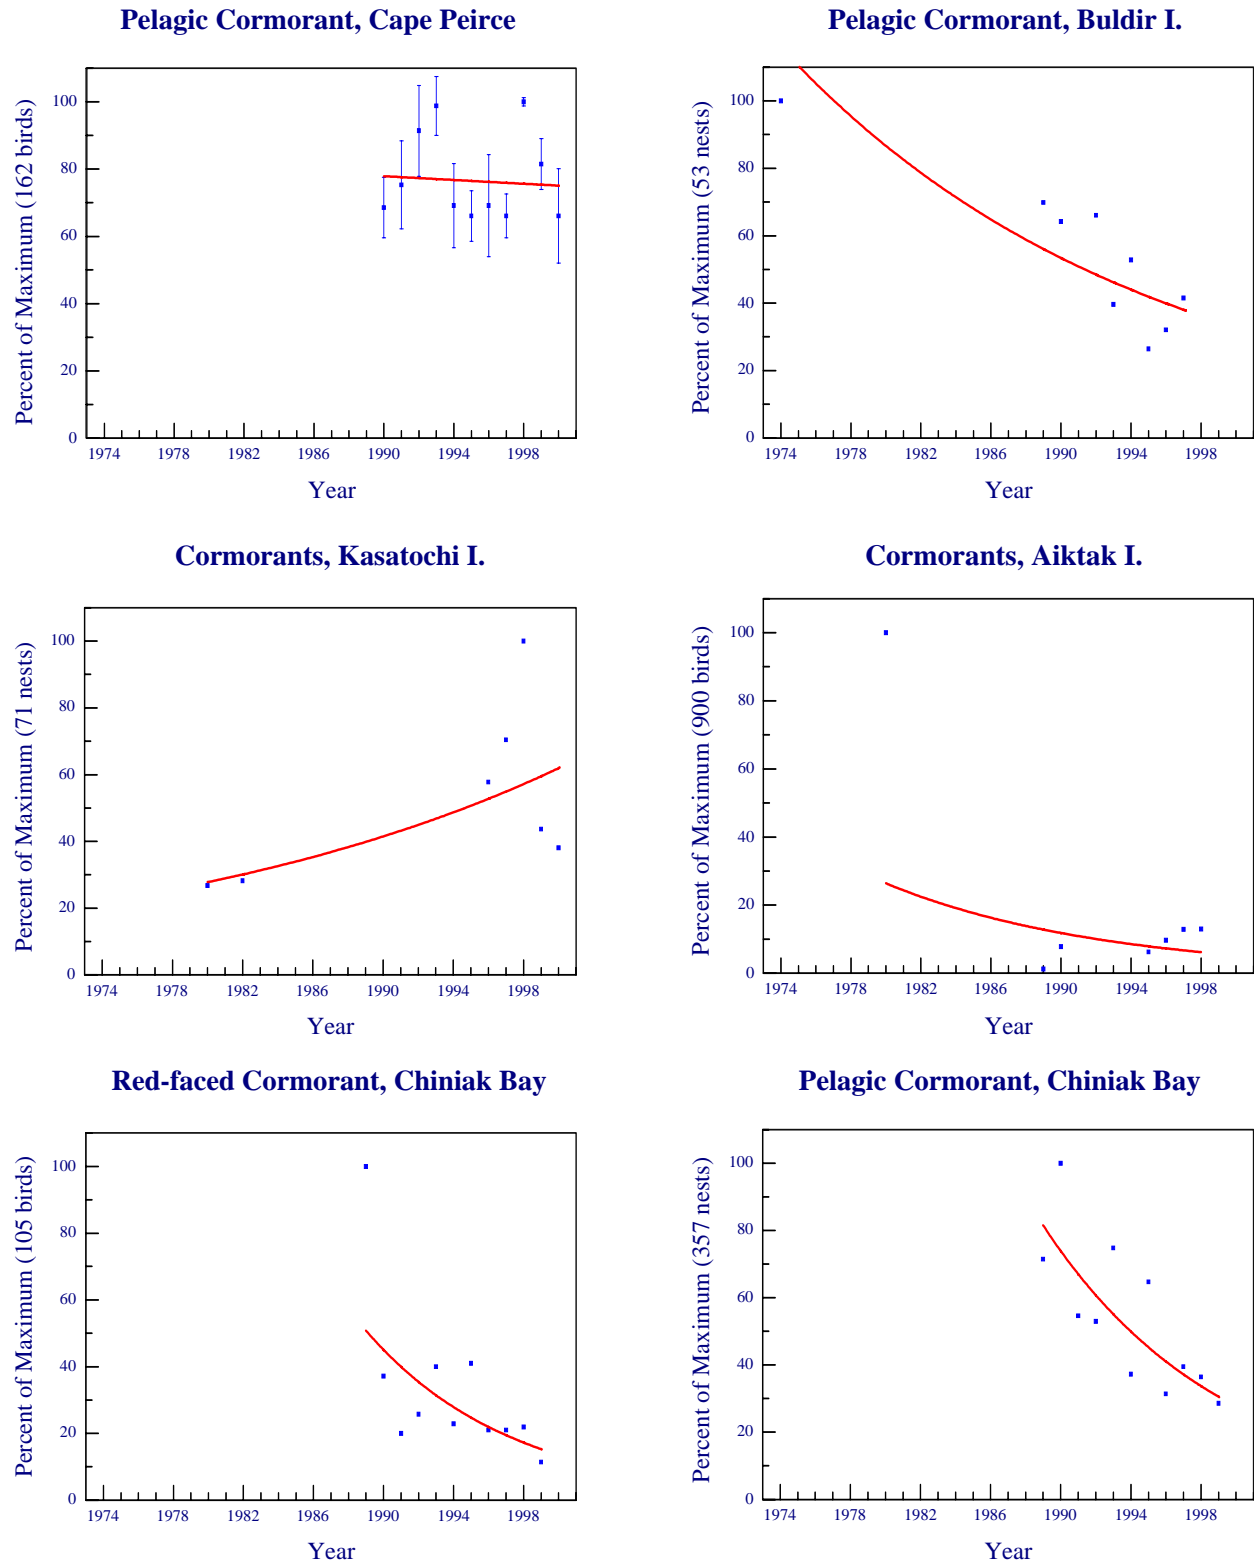 Pelagic Cormorant, Cape Peirce
Percent of Maximum (162 birds)
100
80
60
40
20
0
1974 1978 1982 1986 1990 1994 1998
Year
Pelagic Cormorant, Buldir I.
Percent of Maximum (53 nests)
100
80
60
40
20
0
1974 1978 1982 1986 1990 1994 1998
Year
Cormorants, Kasatochi I.
Percent of Maximum (71 nests)
100
80
60
40
20
0
1974 1978 1982 1986 1990 1994 1998
Year
Cormorants, Aiktak I.
Percent of Maximum (900 birds)
100
80
60
40
20
0
1974 1978 1982 1986 1990 1994 1998
Year
Red-faced Cormorant, Chiniak Bay
Percent of Maximum (105 birds)
100
80
60
40
20
0
1974 1978 1982 1986 1990 1994 1998
Year
Pelagic Cormorant, Chiniak Bay
Percent of Maximum (357 nests)
100
80
60
40
20
0
1974 1978 1982 1986 1990 1994 1998
Year